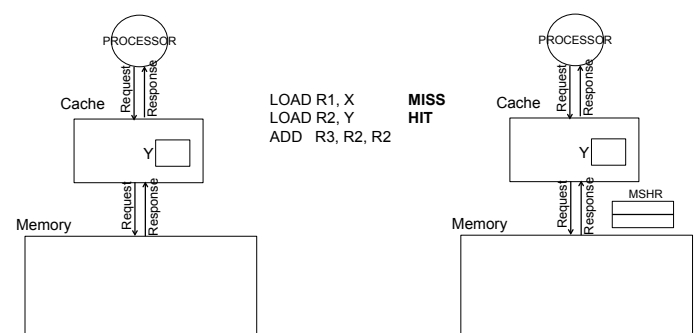 PROCESSOR
Request
Response
Cache
Y
Request
Response
Memory
LOAD R1, X MISS
LOAD R2, Y HIT
ADD R3, R2, R2
PROCESSOR
Request
Response
Cache
Y
Request
Response
MSHR
Memory